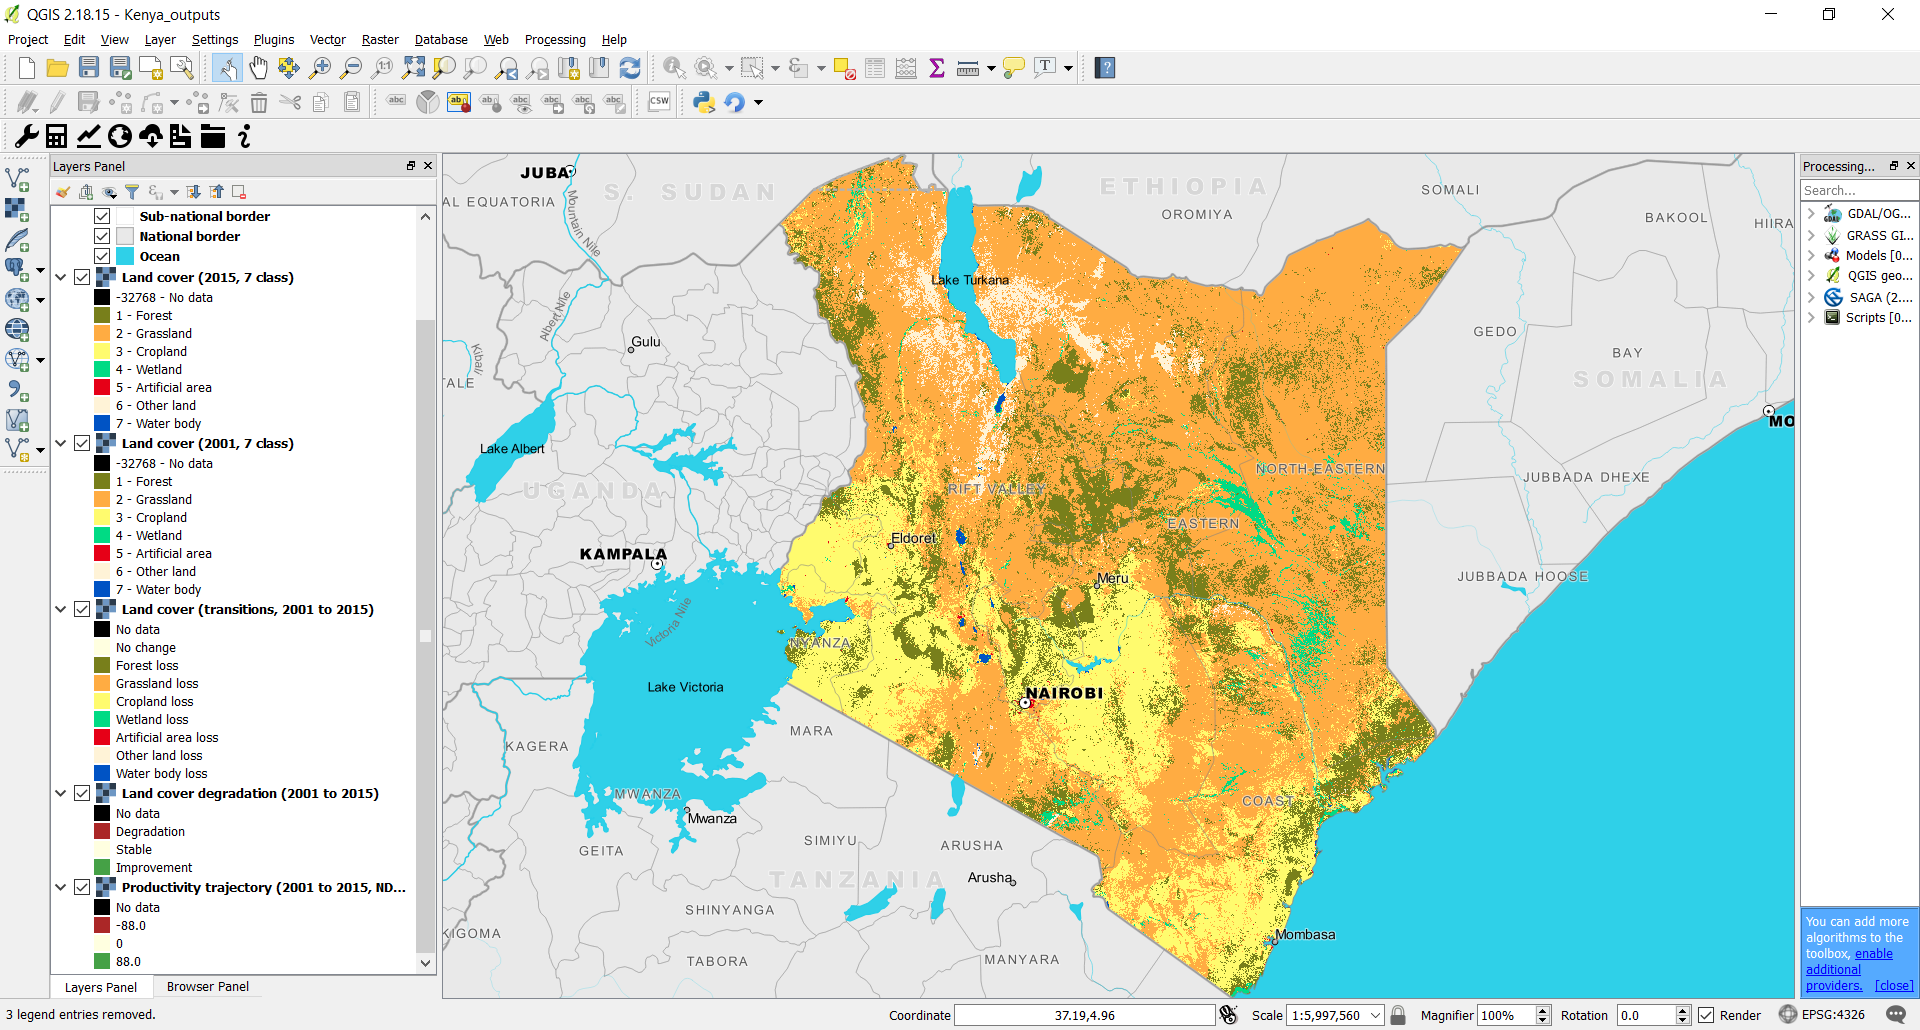 QGIS 2.18.15 - Kenya_outputs
Project Edit View Layer Settings Plugins Vector Raster Database Web Processing Help
Layers Panel
Sub-national border
National border
Ocean
Land cover (2015, 7 class)
-32768 - No data
1 - Forest
2 - Grassland
3 - Cropland
4 - Wetland
5 - Artificial area
6 - Other land
7 - Water body
Land cover (2001, 7 class)
-32768 - No data
1 - Forest
2 - Grassland
3 - Cropland
4 - Wetland
5 - Artificial area
6 - Other land
7 - Water body
Land cover (transitions, 2001 to 2015)
No data
No change
Forest loss
Grassland loss
Cropland loss
Wetland loss
Artificial area loss
Other land loss
Water body loss
Land cover degradation (2001 to 2015)
No data
Degradation
Stable
Improvement
Productivity trajectory (2001 to 2015, ND...
No data
-88.0
0
88.0
Layers Panel
Browser Panel
JUBA
S. SUDAN
ETHIOPIA
OROMIYA
SOMALI
BAKOOL
HIIRA
AL EQUATORIA
Mountain Nile
Albert Nile
Kibali
Lake Turkana
Gulu
GEDO
BAY
SOMALIA
TALE
MO
Lake Albert
UGANDA
RIFT VALLEY
NORTH-EASTERN
JUBBADA DHEXE
EASTERN
Eldoret
KAMPALA
Meru
JUBBADA HOOSE
Victoria Nile
NYANZA
Lake Victoria
NAIROBI
MARA
KAGERA
MWANZA
Mwanza
COAST
SIMIYU
ARUSHA
GEITA
TANZANIA
Arusha
SHINYANGA
KIGOMA
Mombasa
TABORA
MANYARA
Processing...
Search...
GDAL/OG...
GRASS GI...
Models [0...
QGIS geo...
SAGA (2....
Scripts [0...
You can add more
algorithms to the
toolbox, enable
additional
providers. [close]
3 legend entries removed.
Coordinate 37.19,4.96 Scale 1:5,997,560 Magnifier 100% Rotation 0.0 Render EPSG:4326